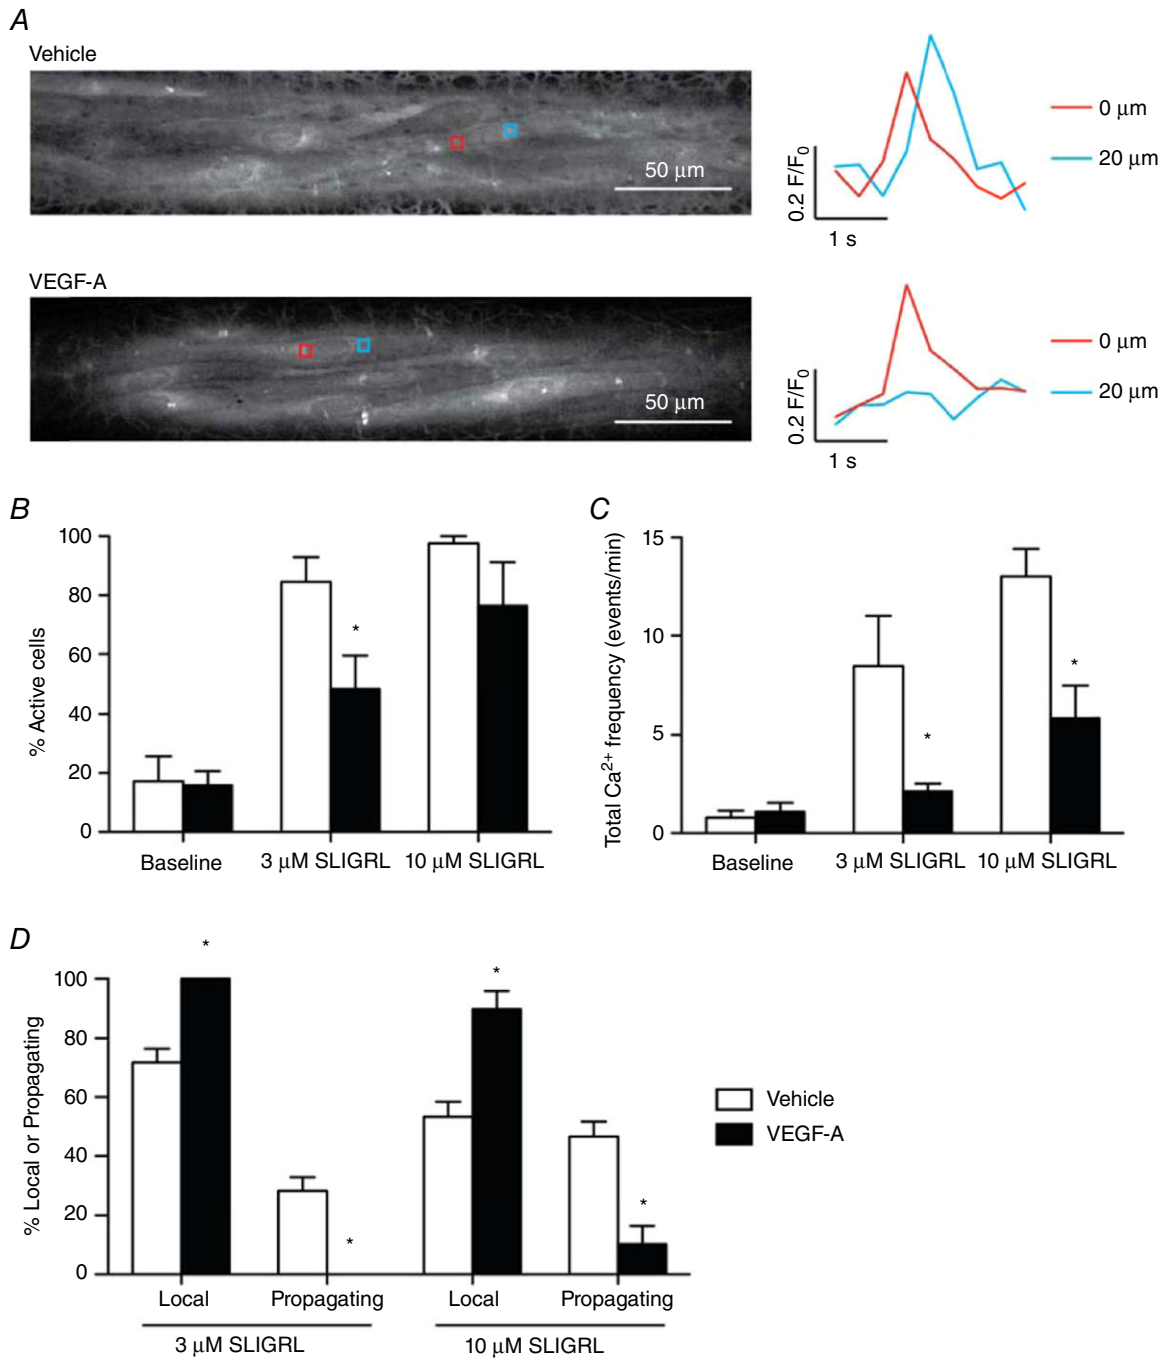 A
Vehicle
50 μm
0.2 F/F0
1 s
0 μm
20 μm
VEGF-A
50 μm
0.2 F/F0
1 s
0 μm
20 μm
B
% Active cells
100
80
60
40
20
0
*
Baseline
3 μM SLIGRL
10 μM SLIGRL
C
Total Ca2+ frequency (events/min)
15
10
5
0
*
*
Baseline
3 μM SLIGRL
10 μM SLIGRL
D
% Local or Propagating
100
80
60
40
20
0
*
*
*
*
Local
Propagating
Local
Propagating
3 μM SLIGRL
10 μM SLIGRL
Vehicle
VEGF-A